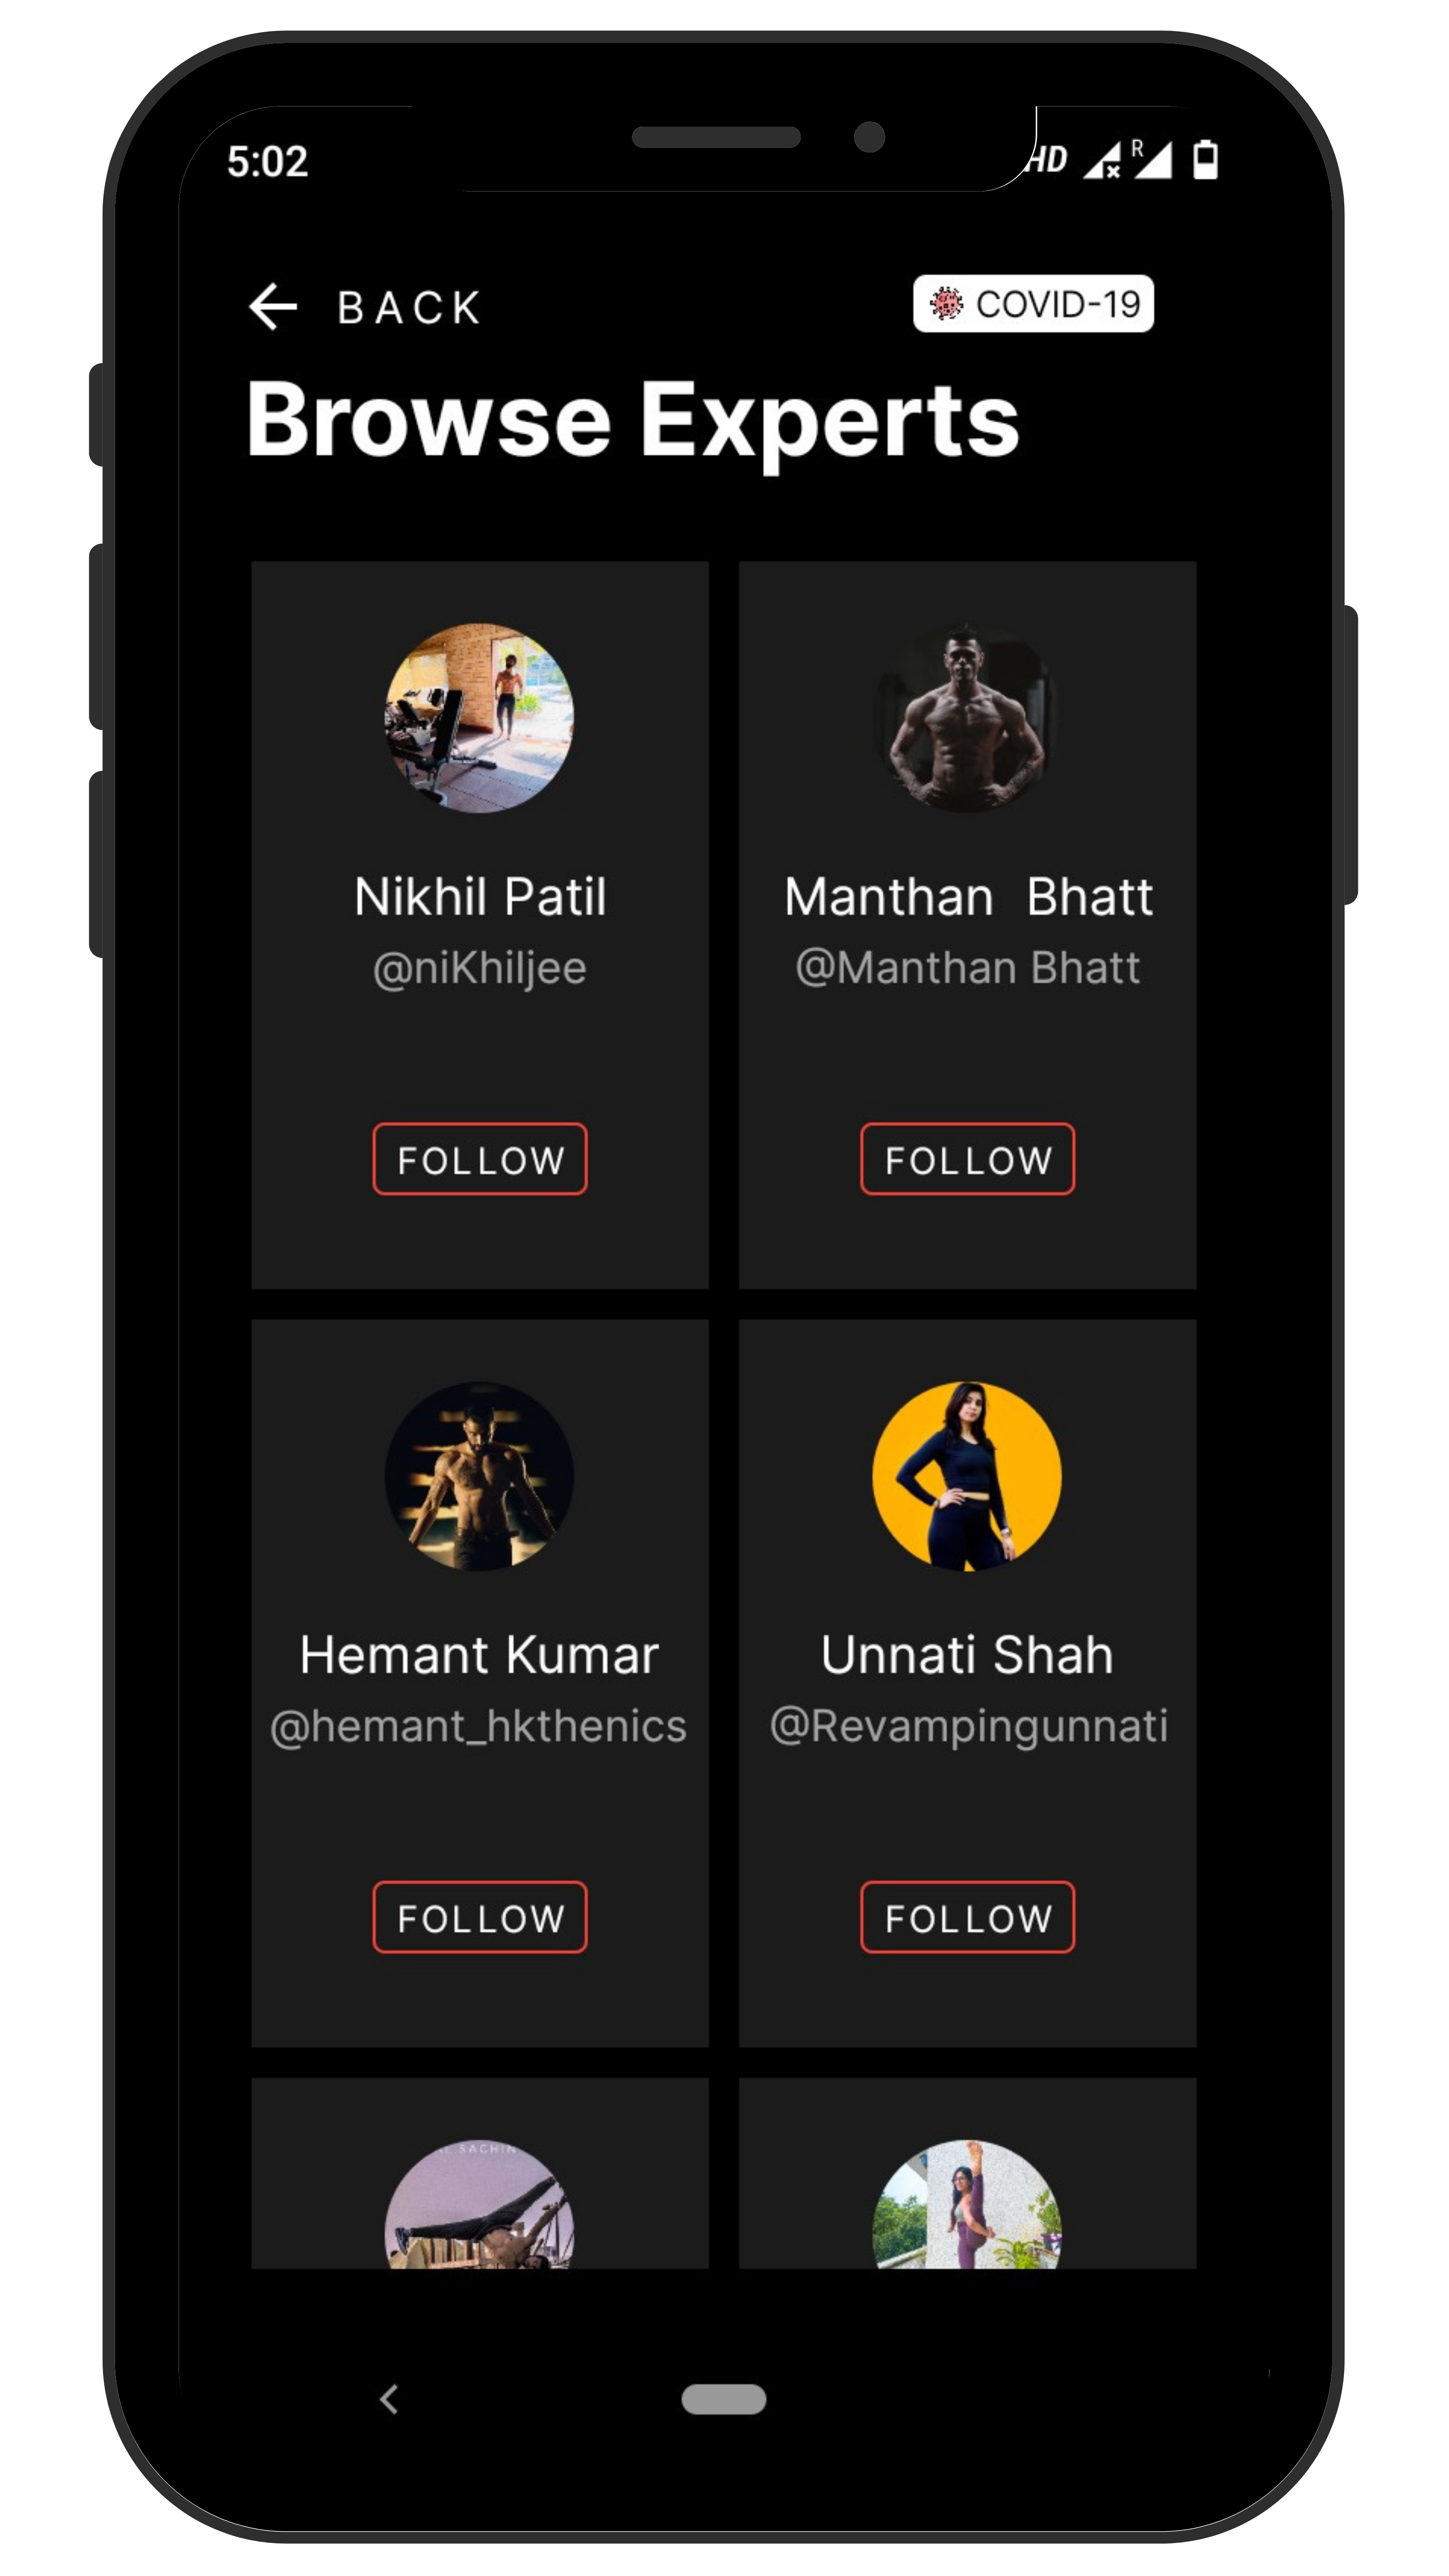 5:02
HD
R
BACK
COVID-19
Browse Experts
Nikhil Patil
Manthan  Bhatt
@niKhiljee
@Manthan Bhatt
FOLLOW
FOLLOW
Hemant Kumar
Unnati Shah
@hemant_hkthenics
@Revampingunnati
FOLLOW
FOLLOW
SACHIN